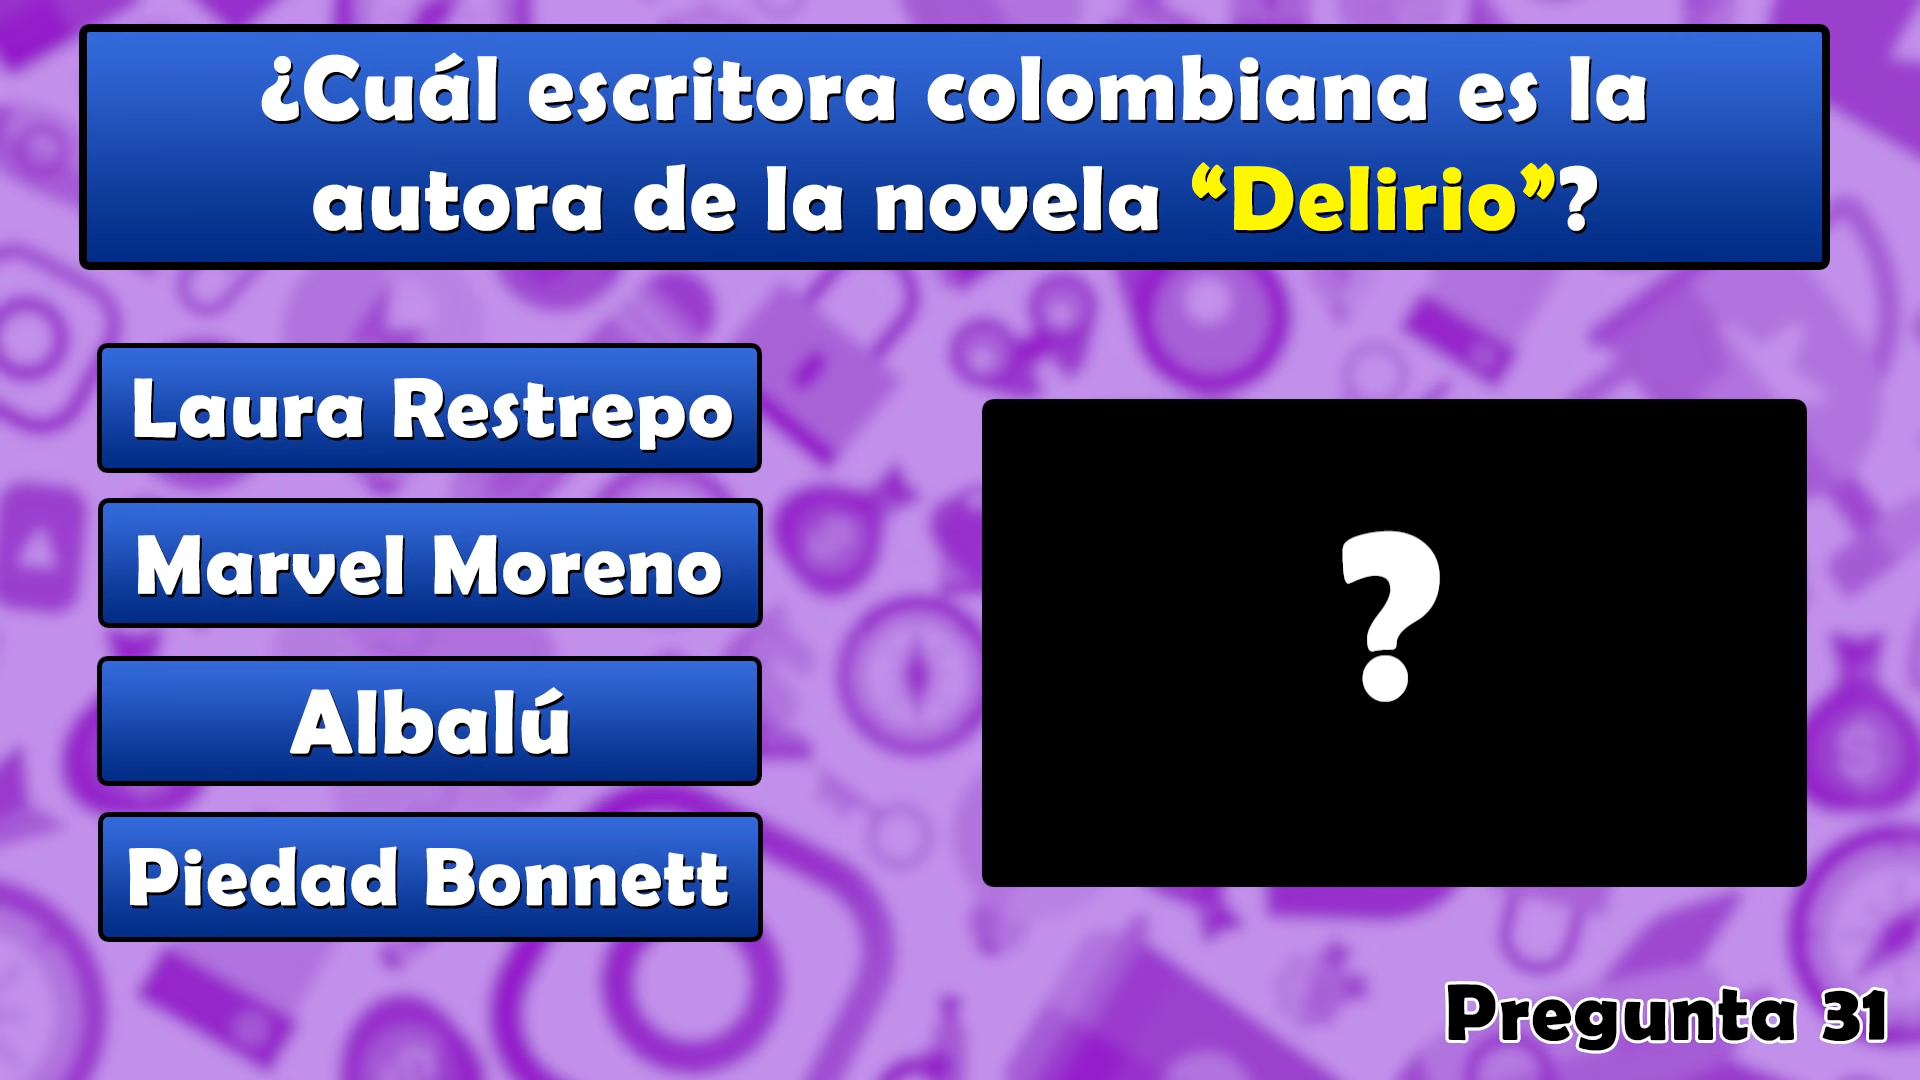 ¿Cuál escritora colombiana es la
autora de la novela “Delirio”?
Laura Restrepo
Marvel Moreno
Albalú
Piedad Bonnett
?
Pregunta 31